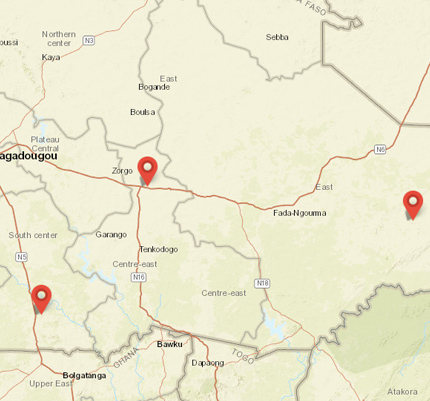 A FASO
Northern
center
Sebba
N3
oussi
Kaya
East
Bogande
Boulsa
Plateau
Central
N6
agadougou
Zorgo
East
Fada-Ngourma
South center
Garango
Tenkodogo
N5
Centre-east
N16
N18
Centre-east
Bawku
GHANA
TOGO
Dapaong
Bolgatanga
Upper East
Atakora